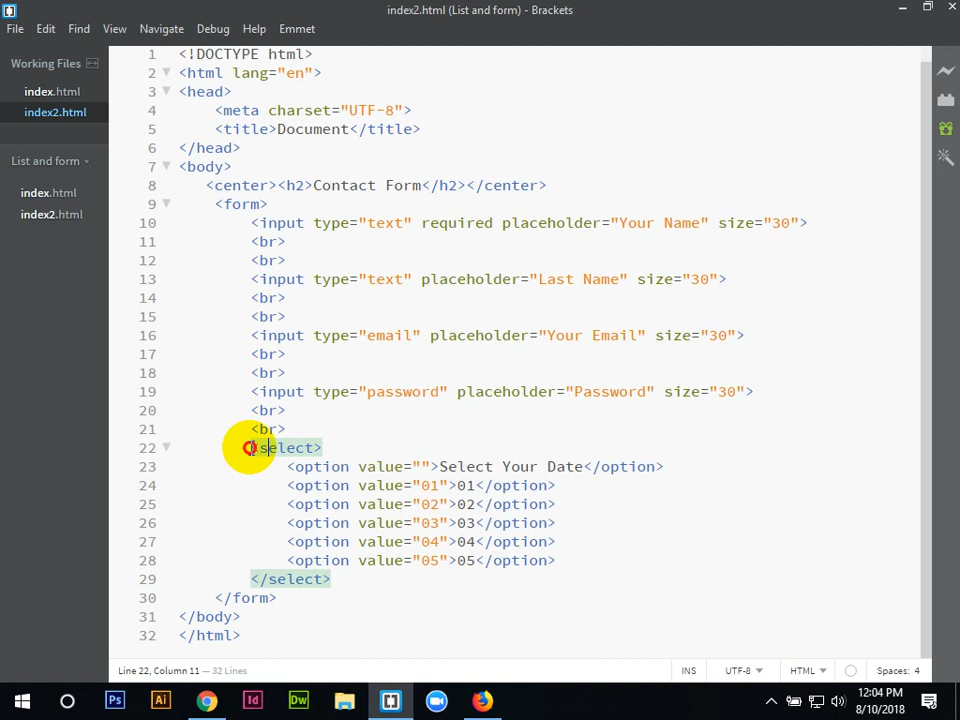 index2.html (List and form) - Brackets
File Edit Find View Navigate Debug Help Emmet
Working Files
index.html
index2.html
List and form
index.html
index2.html
1 <!DOCTYPE html>
2 <html lang="en">
3 <head>
4 <meta charset="UTF-8">
5 <title>Document</title>
6 </head>
7 <body>
8 <center><h2>Contact Form</h2></center>
9 <form>
10 <input type="text" required placeholder="Your Name" size="30">
11 <br>
12 <br>
13 <input type="text" placeholder="Last Name" size="30">
14 <br>
15 <br>
16 <input type="email" placeholder="Your Email" size="30">
17 <br>
18 <br>
19 <input type="password" placeholder="Password" size="30">
20 <br>
21 <br>
22 <select>
23 <option value="">Select Your Date</option>
24 <option value="01">01</option>
25 <option value="02">02</option>
26 <option value="03">03</option>
27 <option value="04">04</option>
28 <option value="05">05</option>
29 </select>
30 </form>
31 </body>
32 </html>
Line 22, Column 11 — 32 Lines
INS UTF-8 HTML Spaces: 4
Ps Ai Id Dw
12:04 PM
8/10/2018